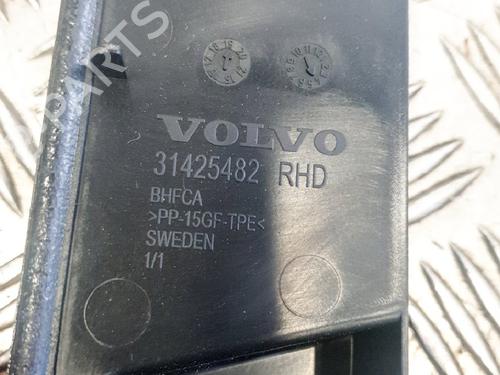 PARTS
VOLVO
31425482 RHD
BHFCA
>PP-15GF-TPE<
SWEDEN
1/1